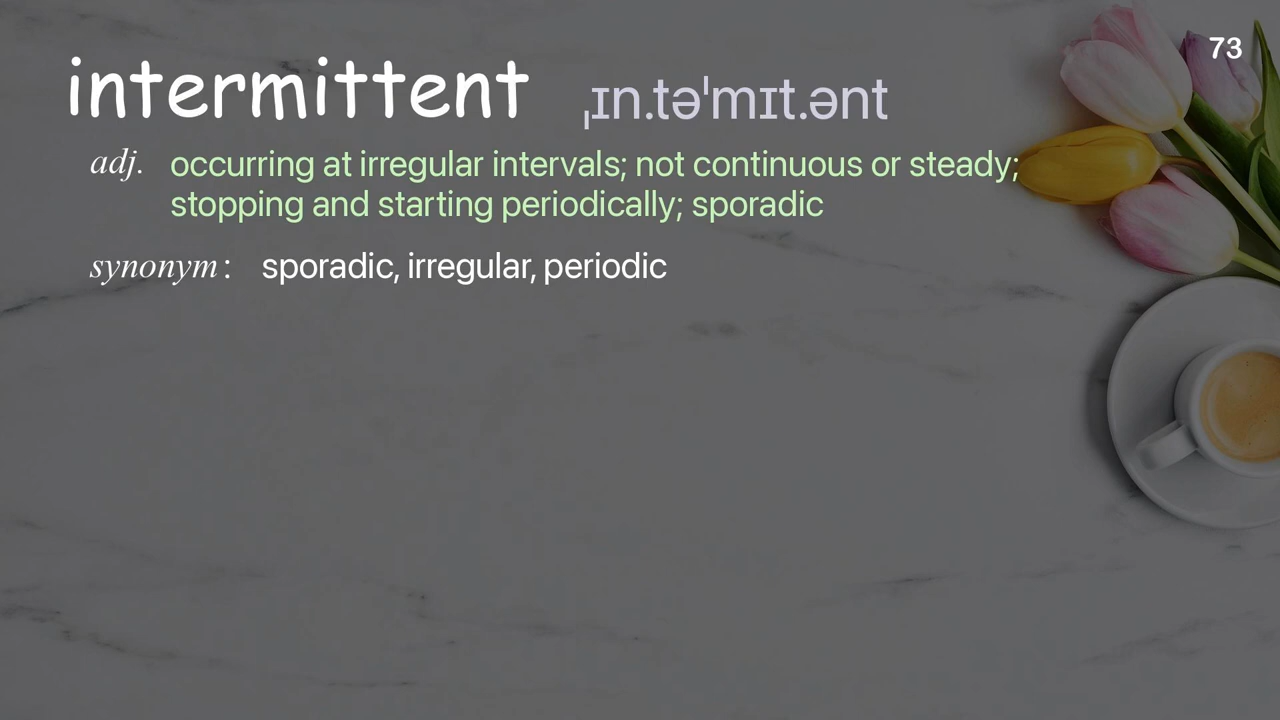 73
intermittent ˌɪn.təˈmɪt.ənt
adj. occurring at irregular intervals; not continuous or steady;
stopping and starting periodically; sporadic
synonym : sporadic, irregular, periodic